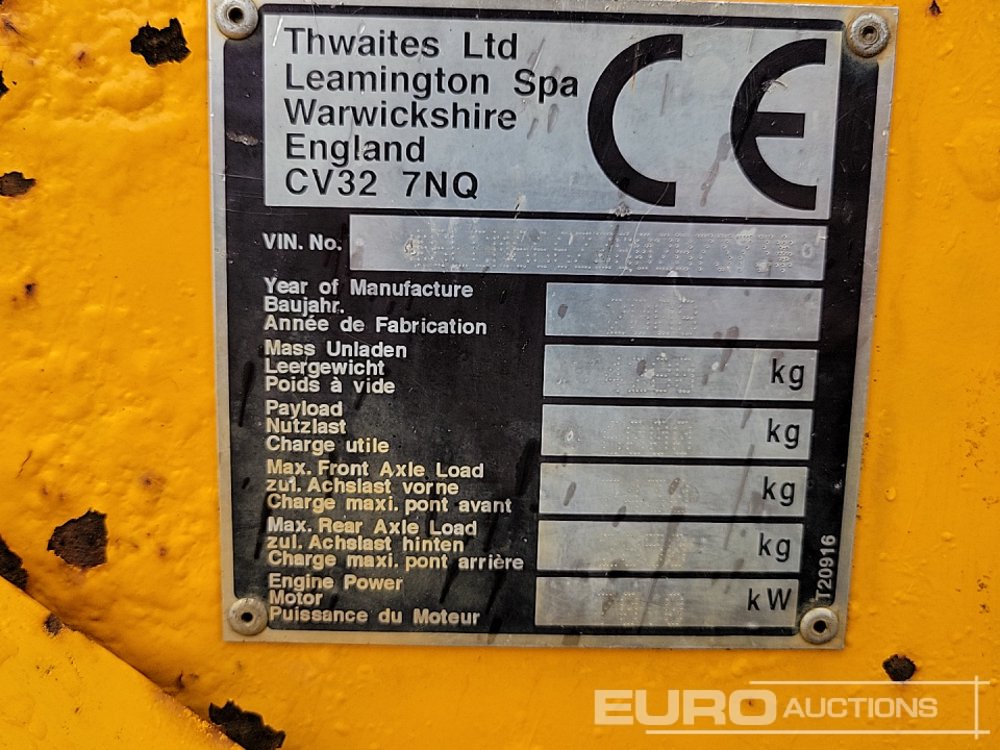 Thwaites Ltd
Leamington Spa
Warwickshire
England
CV32 7NQ
CE
VIN. No.
Year of Manufacture
Baujahr.
Année de Fabrication
Mass Unladen
Leergewicht
Poids à vide
kg
Payload
Nutzlast
Charge utile
kg
Max. Front Axle Load
zul. Achslast vorne
Charge maxi. pont avant
kg
Max. Rear Axle Load
zul. Achslast hinten
Charge maxi. pont arrière
kg
Engine Power
Motor
Puissance du Moteur
kW
T20916
EURO AUCTIONS